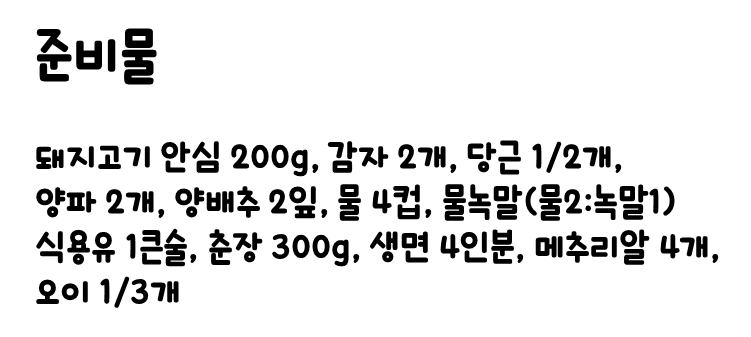 준비물
돼지고기 안심 200g, 감자 2개, 당근 1/2개,
양파 2개, 양배추 2잎, 물 4컵, 물녹말(물2:녹말1)
식용유 1큰술, 춘장 300g, 생면 4인분, 메추리알 4개,
오이 1/3개